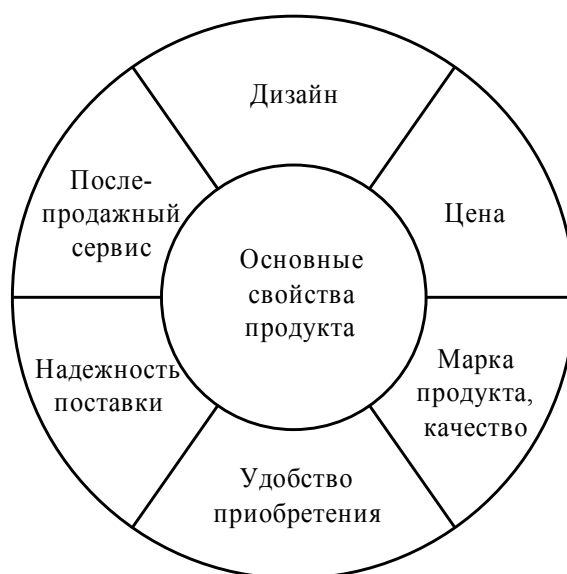 Дизайн
Цена
Марка
продукта,
качество
Удобство
приобретения
Надежность
поставки
После-
продажный
сервис
Основные
свойства
продукта